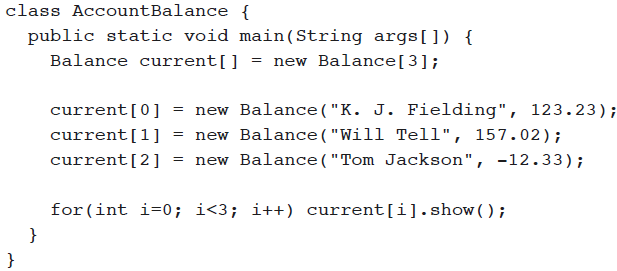 class AccountBalance {
  public static void main(String args[]) {
    Balance current[] = new Balance[3];

    current[0] = new Balance("K. J. Fielding", 123.23);
    current[1] = new Balance("Will Tell", 157.02);
    current[2] = new Balance("Tom Jackson", -12.33);

    for(int i=0; i<3; i++) current[i].show();
  }
}